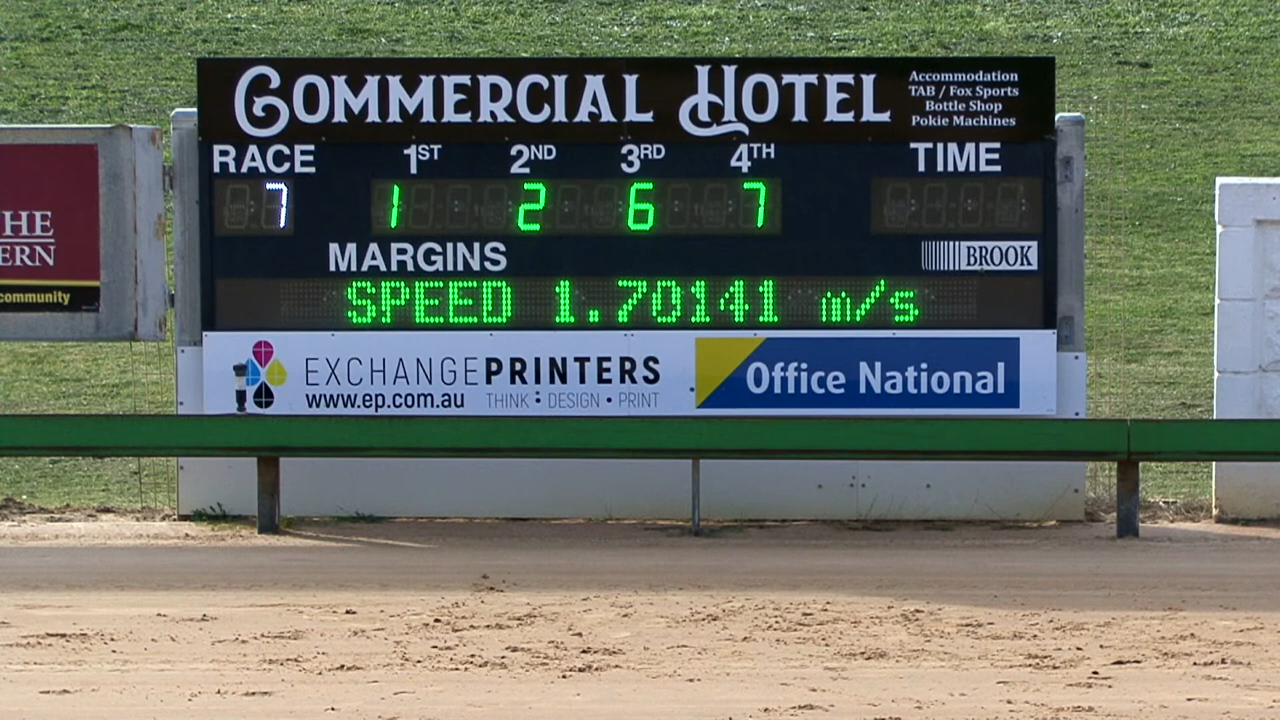 COMMERCIAL HOTEL
Accommodation
TAB / Fox Sports
Bottle Shop
Pokie Machines
RACE 1ST 2ND 3RD 4TH TIME
7 1 2 6 7
MARGINS
BROOK
SPEED 1.70141 m/s
EXCHANGEPRINTERS
www.ep.com.au THINK : DESIGN • PRINT
Office National
HE
ERN
community